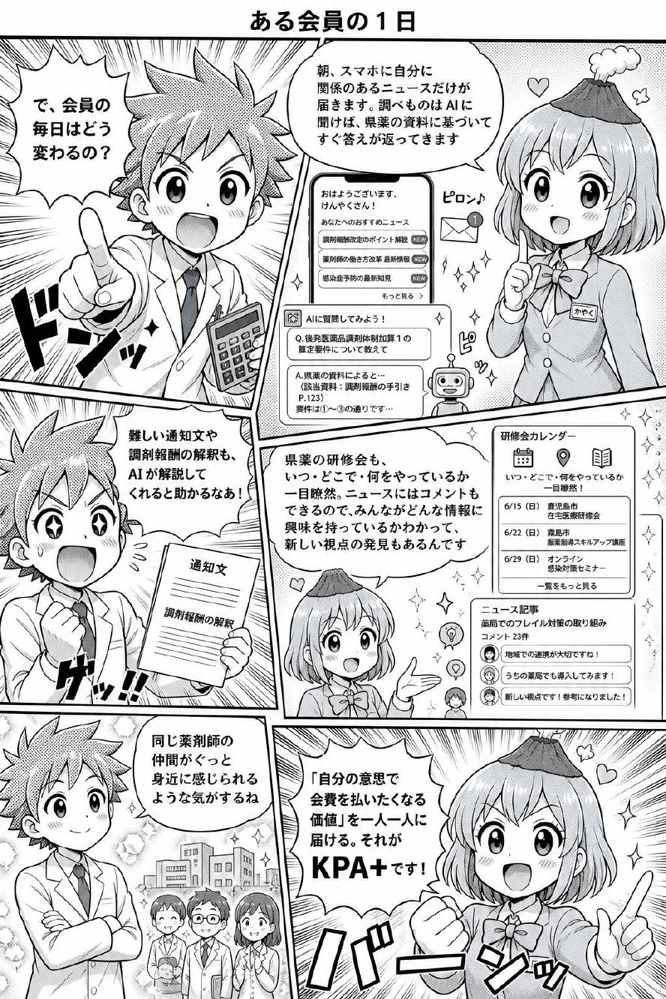 ある会員の1日
で、会員の
毎日はどう
変わるの？
ドンッ
朝、スマホに自分に
関係のあるニュースだけが
届きます。調べものは AI に
聞けば、県薬の資料に基づいて
すぐ答えが返ってきます
おはようございます、
けんやくさん！
あなたへのおすすめニュース
調剤報酬改定のポイント解説 NEW
薬剤師の働き方改革 最新情報 NEW
感染症予防の最新知見 NEW
もっと見る >
ピロン♪
1
かやく
AIに質問してみよう！
Q.後発医薬品調剤体制加算1の
算定要件について教えて
A.県薬の資料によると…
（該当資料：調剤報酬の手引き
P.123）
要件は①～③の通りです…
ピッ
難しい通知文や
調剤報酬の解釈も、
AI が解説して
くれると助かるなあ！
通知文
調剤報酬の解釈
グッ!!
県薬の研修会も、
いつ・どこで・何をやっているか
一目瞭然。ニュースにはコメントも
できるので、みんながどんな情報に
興味を持っているかわかって、
新しい視点の発見もあるんです
研修会カレンダー
いつ・どこで・何をやっているか
一目瞭然！
6/15（日） 鹿児島市
在宅医療研修会
6/22（日） 霧島市
服薬指導スキルアップ講座
6/29（日） オンライン
感染対策セミナー
一覧をもっと見る
ニュース記事
薬局でのフレイル対策の取り組み
コメント 23件
地域での連携が大切ですね！
うちの薬局でも導入してみます！
新しい視点です！参考になりました！
同じ薬剤師の
仲間がぐっと
身近に感じられる
ような気がするね
「自分の意思で
会費を払いたくなる
価値」を一人一人に
届ける。それが
KPA+です！
バーンッ